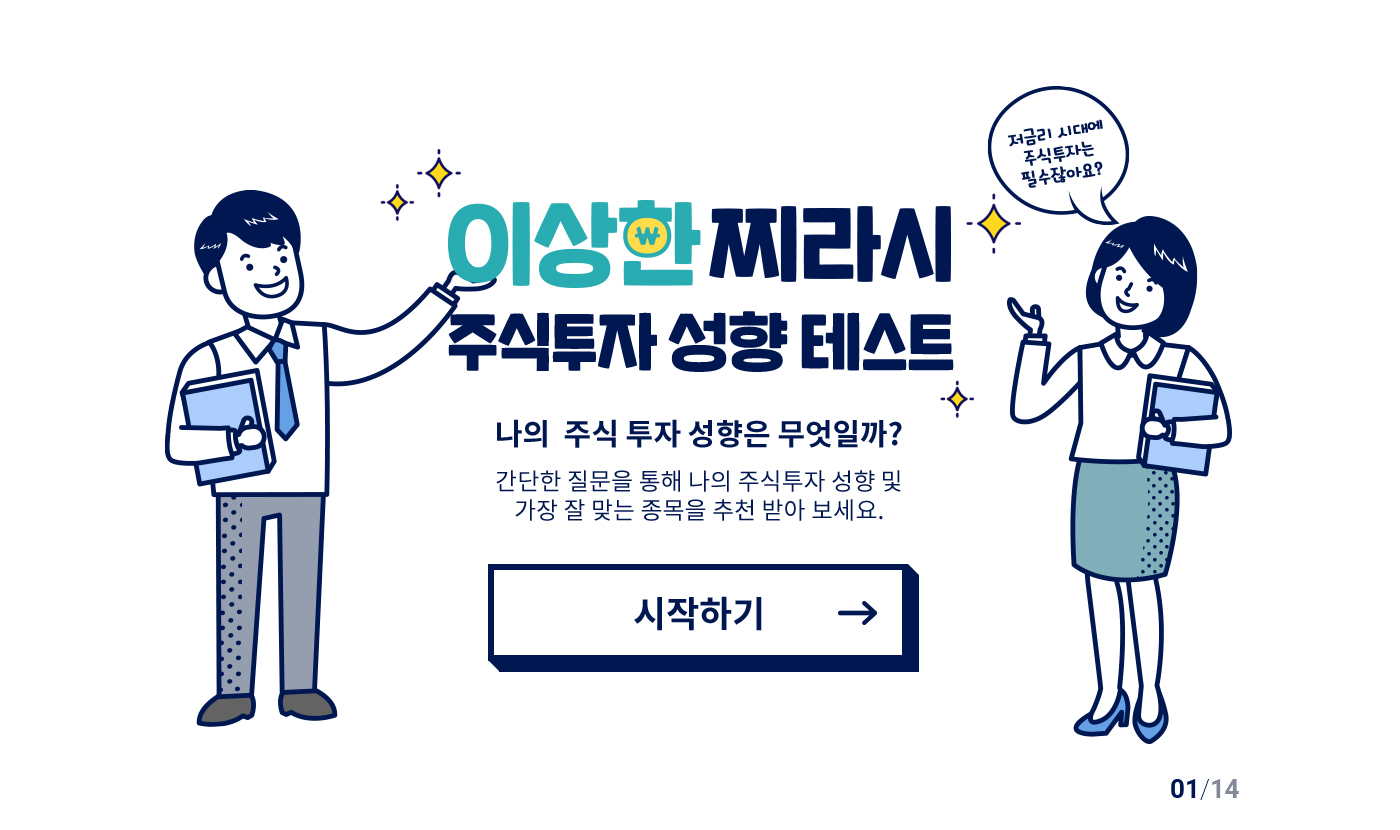 저금리 시대에
주식투자는
필수잖아요?
이상한 찌라시
주식투자 성향 테스트
나의 주식 투자 성향은 무엇일까?
간단한 질문을 통해 나의 주식투자 성향 및
가장 잘 맞는 종목을 추천 받아 보세요.
시작하기 →
01/14